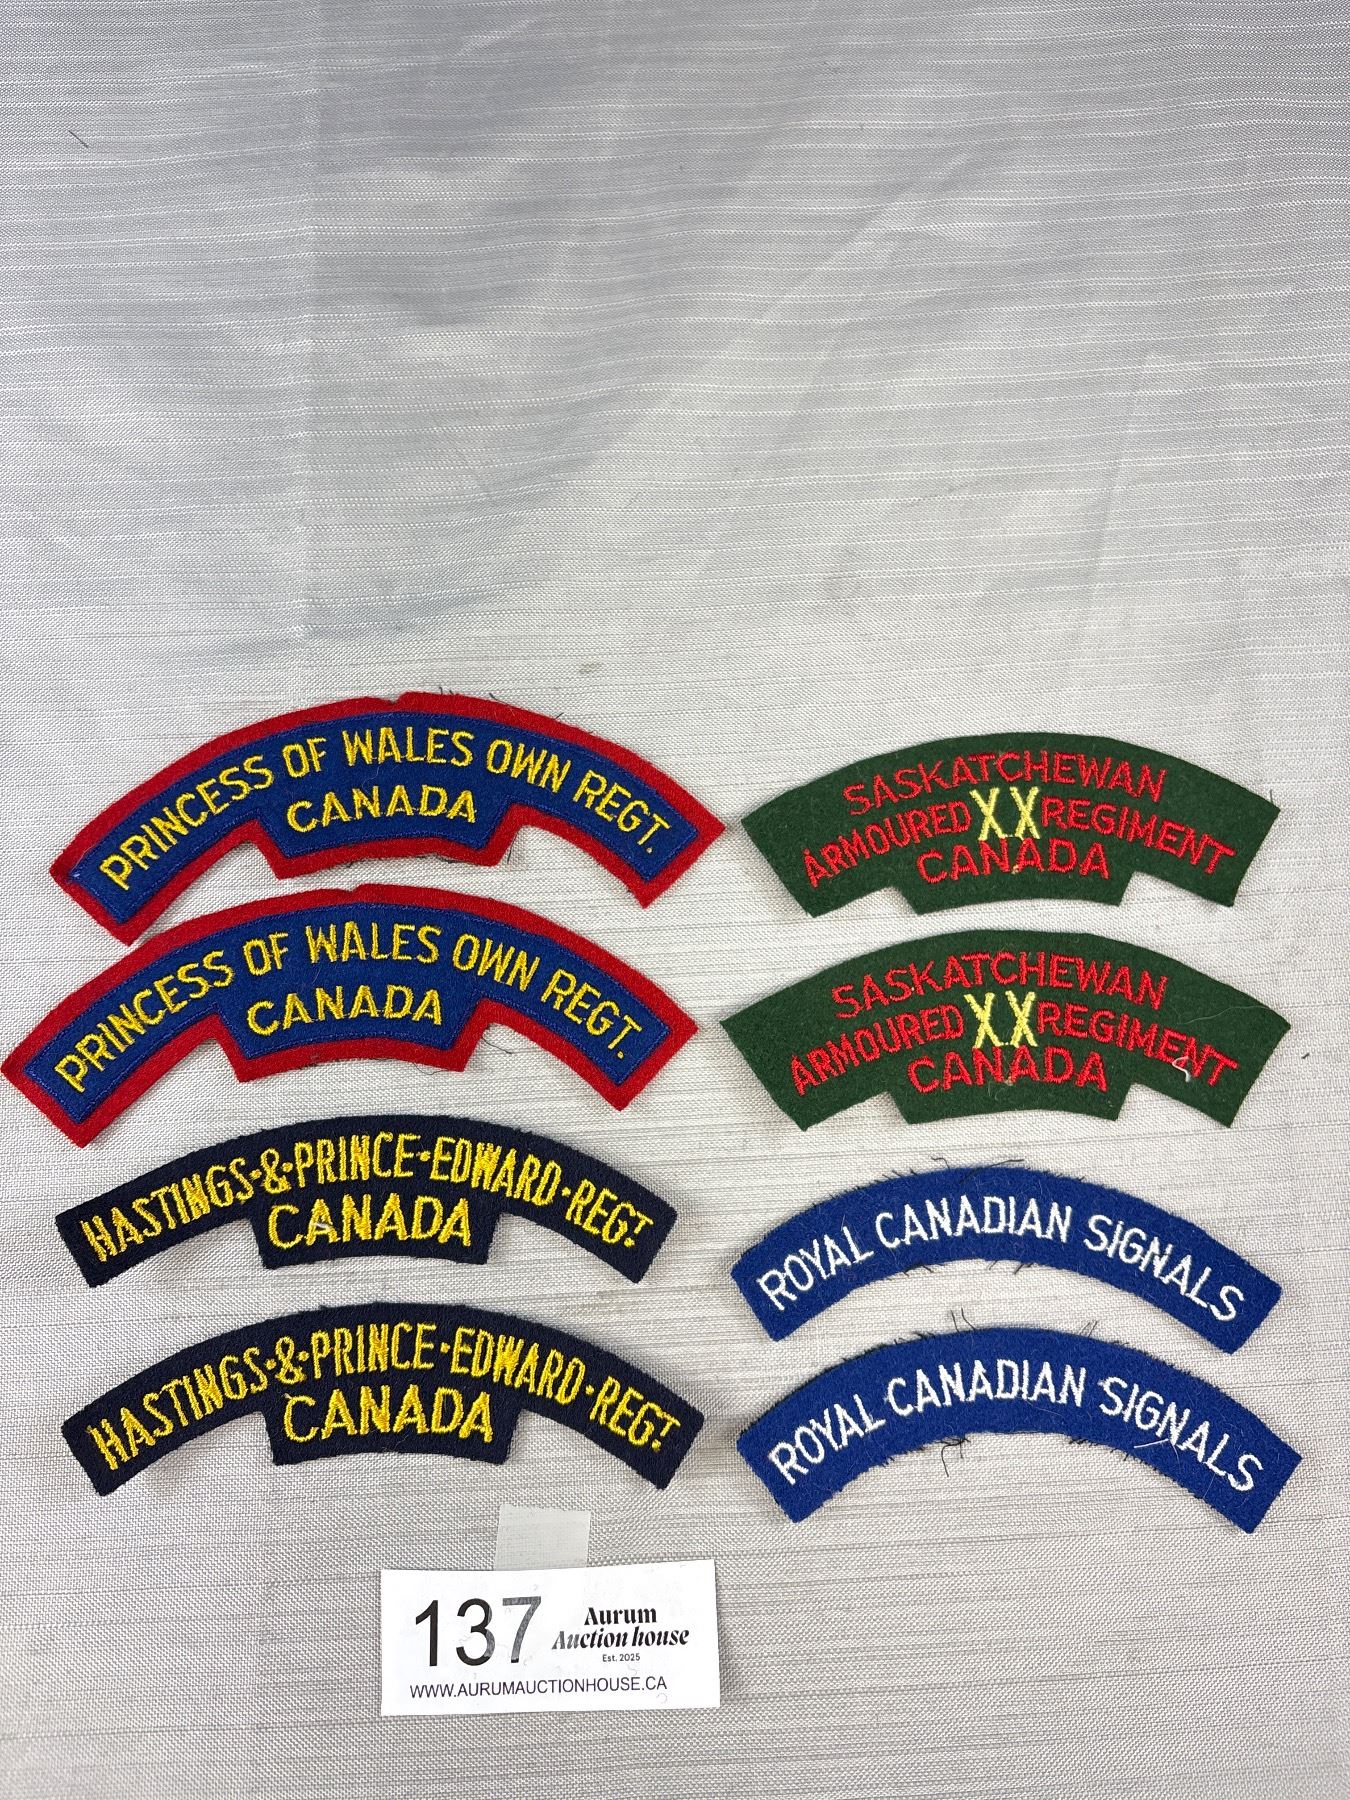 PRINCESS OF WALES OWN REGT.
CANADA
PRINCESS OF WALES OWN REGT.
CANADA
HASTINGS·&·PRINCE·EDWARD·REGT.
CANADA
HASTINGS·&·PRINCE·EDWARD·REGT.
CANADA
SASKATCHEWAN
ARMOURED XX REGIMENT
CANADA
SASKATCHEWAN
ARMOURED XX REGIMENT
CANADA
ROYAL CANADIAN SIGNALS
ROYAL CANADIAN SIGNALS
137
Aurum
Auction house
Est. 2025
WWW.AURUMAUCTIONHOUSE.CA